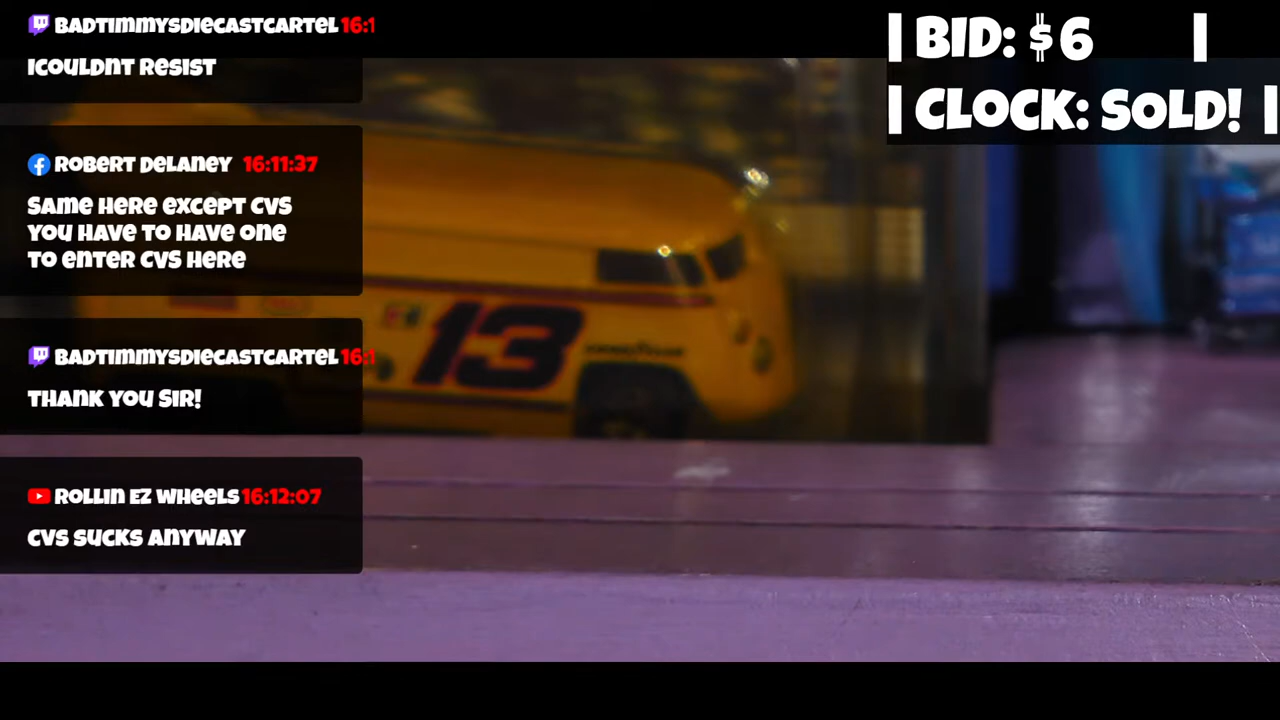 BADTIMMYSDIECASTCARTEL 16:1
ICOULDNT RESIST
ROBERT DELANEY 16:11:37
SAME HERE EXCEPT CVS
YOU HAVE TO HAVE ONE
TO ENTER CVS HERE
BADTIMMYSDIECASTCARTEL 16:1
THANK YOU SIR!
ROLLIN EZ WHEELS 16:12:07
CVS SUCKS ANYWAY
| BID: $6 |
| CLOCK: SOLD! |
13
GOODYEAR